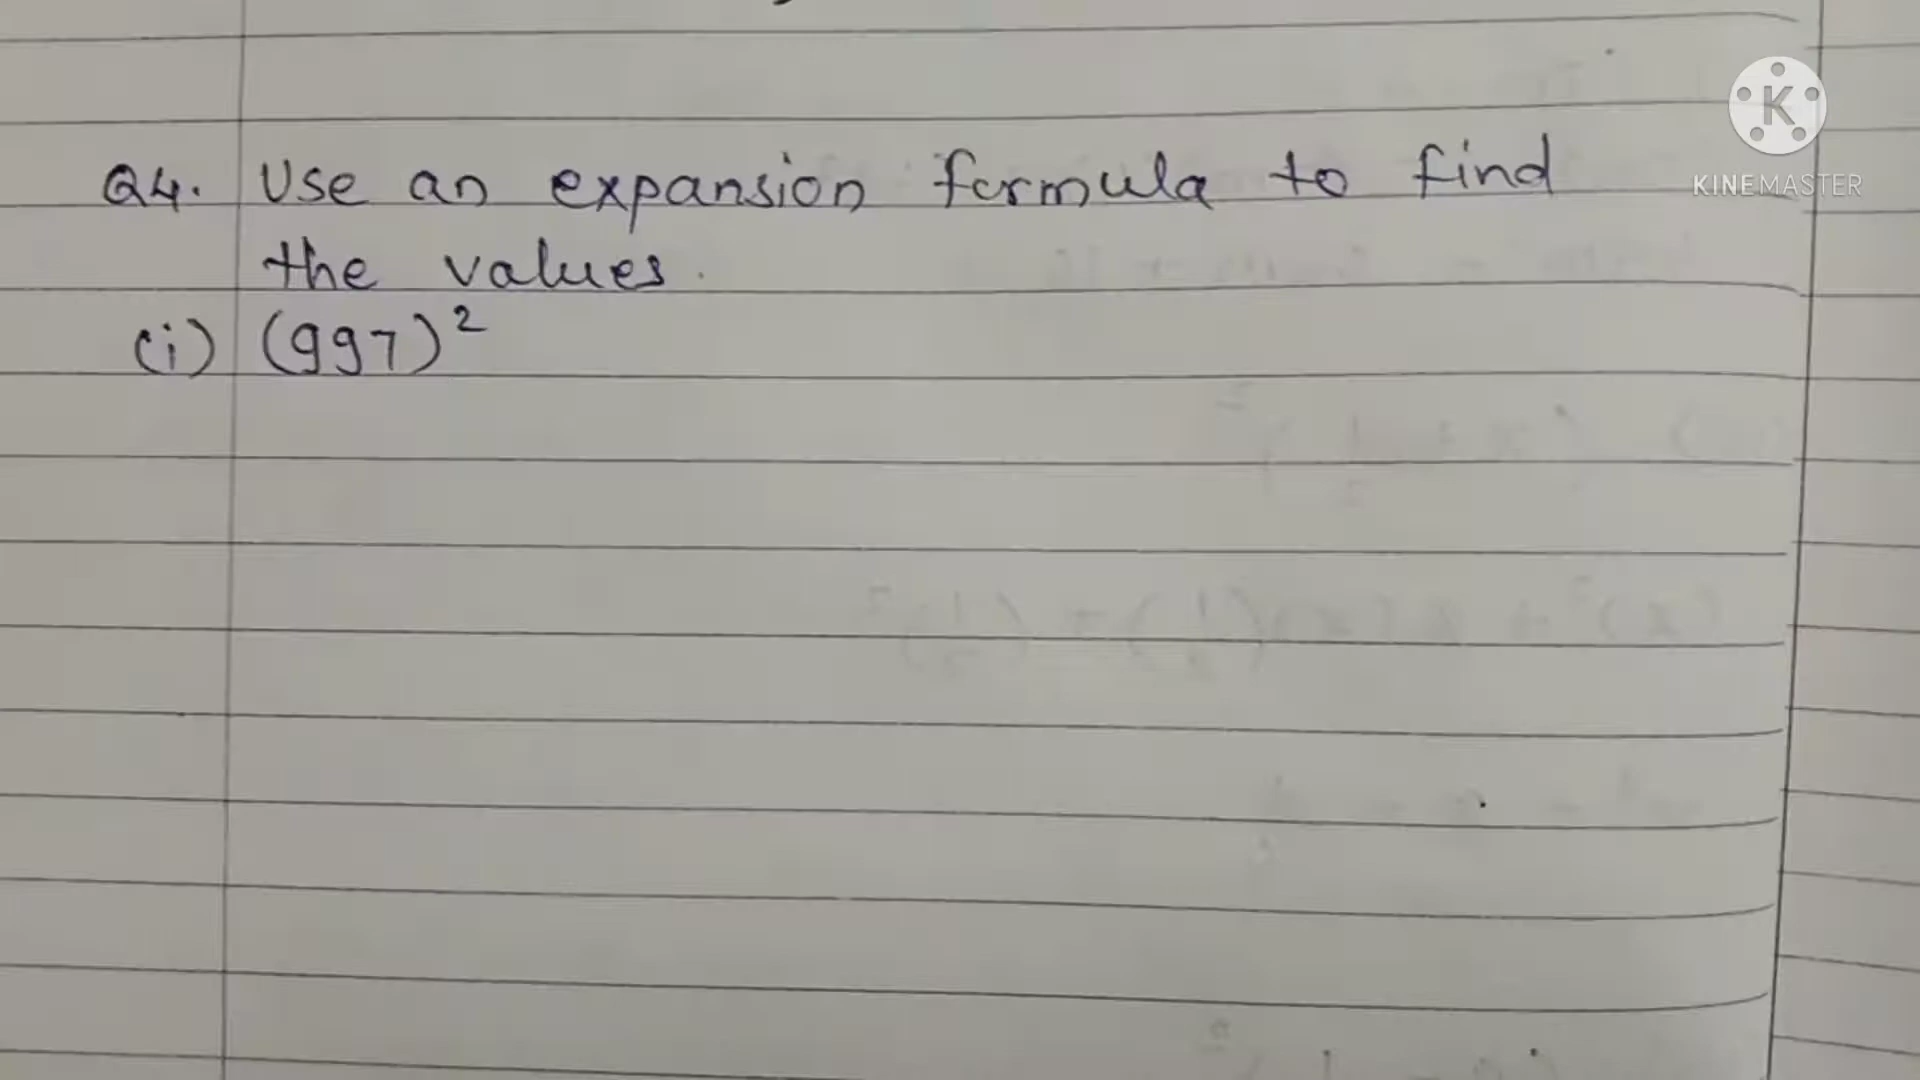 Q4. Use an expansion formula to find
the values.
(i) (997)²
KINEMASTER